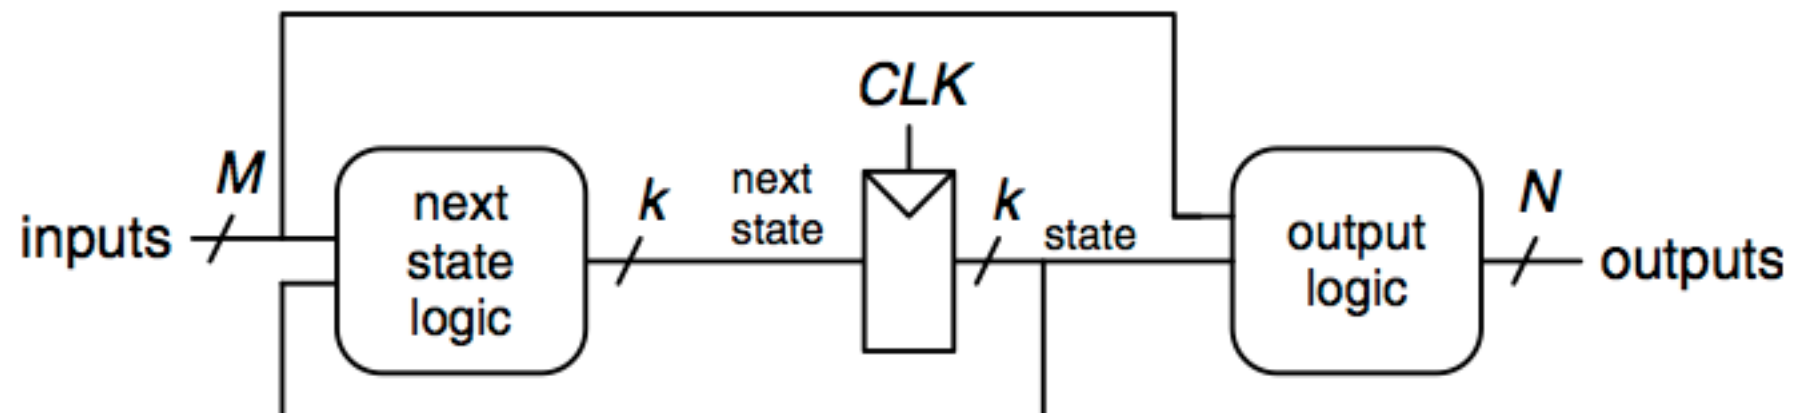 CLK
M
inputs
next
state
logic
k
next
state
k
state
output
logic
N
outputs